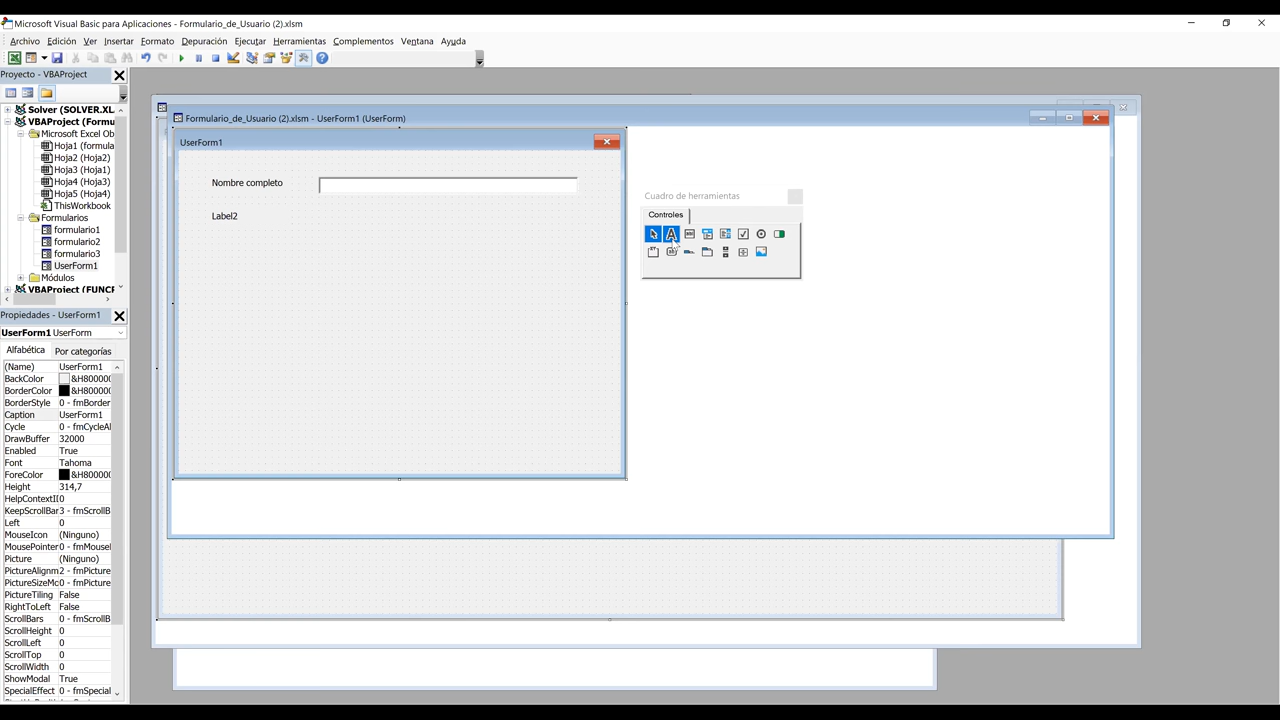 Microsoft Visual Basic para Aplicaciones - Formulario_de_Usuario (2).xlsm
Archivo Edición Ver Insertar Formato Depuración Ejecutar Herramientas Complementos Ventana Ayuda
Proyecto - VBAProject
Solver (SOLVER.XL
VBAProject (Formu
Microsoft Excel Ob
Hoja1 (formula
Hoja2 (Hoja2)
Hoja3 (Hoja1)
Hoja4 (Hoja3)
Hoja5 (Hoja4)
ThisWorkbook
Formularios
formulario1
formulario2
formulario3
UserForm1
Módulos
VBAProject (FUNCF
Propiedades - UserForm1
UserForm1 UserForm
Alfabética Por categorías
(Name) UserForm1
BackColor &H80000(
BorderColor &H80000(
BorderStyle 0 - fmBorder
Caption UserForm1
Cycle 0 - fmCycleAl
DrawBuffer 32000
Enabled True
Font Tahoma
ForeColor &H80000(
Height 314,7
HelpContextI 0
KeepScrollBar 3 - fmScrollB
Left 0
MouseIcon (Ninguno)
MousePointer 0 - fmMouseI
Picture (Ninguno)
PictureAlignm 2 - fmPicture
PictureSizeMo 0 - fmPicture
PictureTiling False
RightToLeft False
ScrollBars 0 - fmScrollB
ScrollHeight 0
ScrollLeft 0
ScrollTop 0
ScrollWidth 0
ShowModal True
SpecialEffect 0 - fmSpecial
Formulario_de_Usuario (2).xlsm - UserForm1 (UserForm)
UserForm1
Nombre completo
Label2
Cuadro de herramientas
Controles